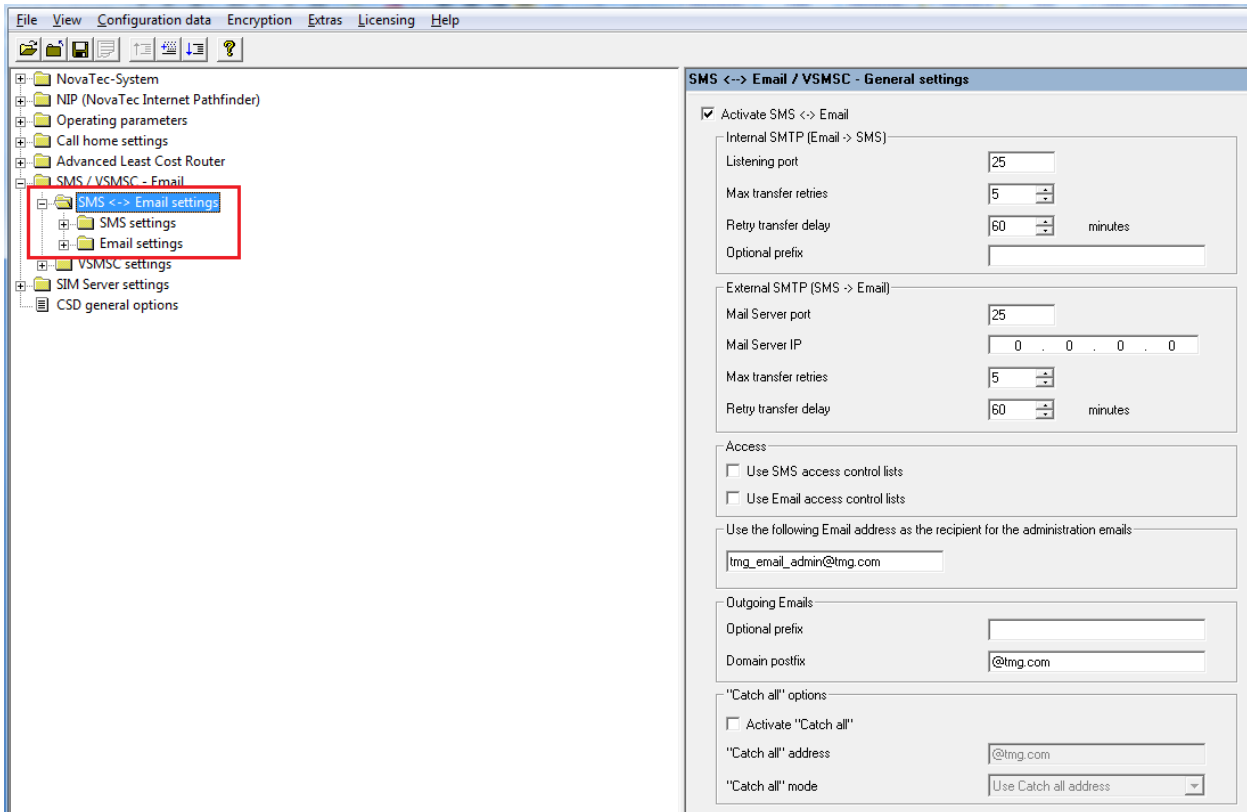 File View Configuration data Encryption Extras Licensing Help
NovaTec-System
NIP (NovaTec Internet Pathfinder)
Operating parameters
Call home settings
Advanced Least Cost Router
SMS / VSMSC - Email
SMS <-> Email settings
SMS settings
Email settings
VSMSC settings
SIM Server settings
CSD general options
SMS <--> Email / VSMSC - General settings
Activate SMS <-> Email
Internal SMTP (Email -> SMS)
Listening port 25
Max transfer retries 5
Retry transfer delay 60 minutes
Optional prefix
External SMTP (SMS -> Email)
Mail Server port 25
Mail Server IP 0 . 0 . 0 . 0
Max transfer retries 5
Retry transfer delay 60 minutes
Access
Use SMS access control lists
Use Email access control lists
Use the following Email address as the recipient for the administration emails
tmg_email_admin@tmg.com
Outgoing Emails
Optional prefix
Domain postfix @tmg.com
"Catch all" options
Activate "Catch all"
"Catch all" address @tmg.com
"Catch all" mode Use Catch all address